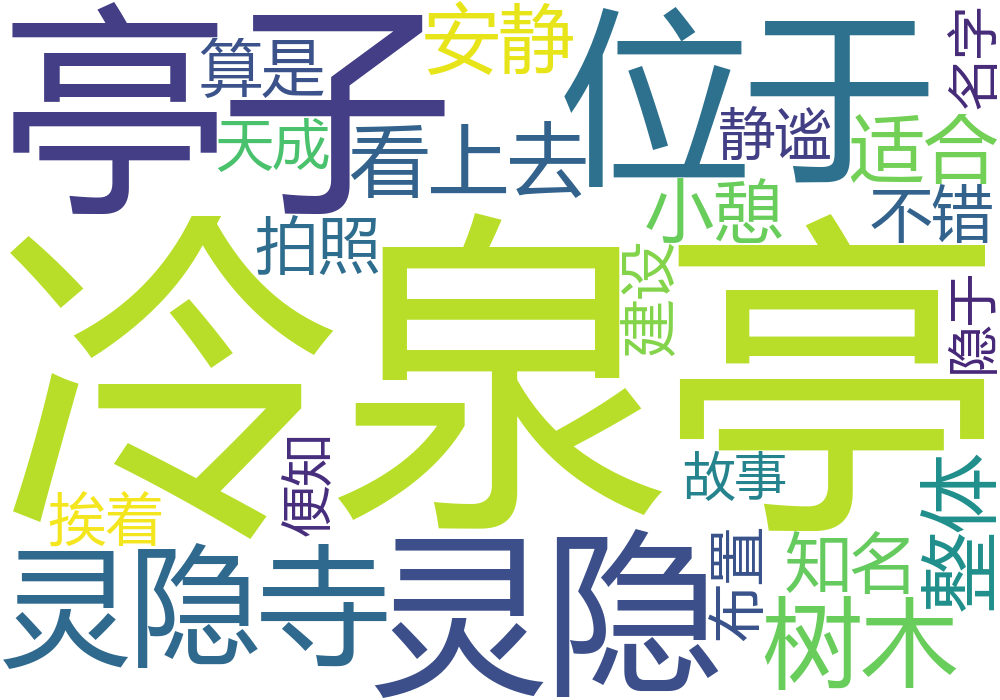 亭子
算是
安静
位于
名字
天成
看上去
静谧
适合
拍照
小憩
不错
冷泉亭
建设
隐于
便知
故事
整体
挨着
灵隐寺
灵隐
布置
知名
树木